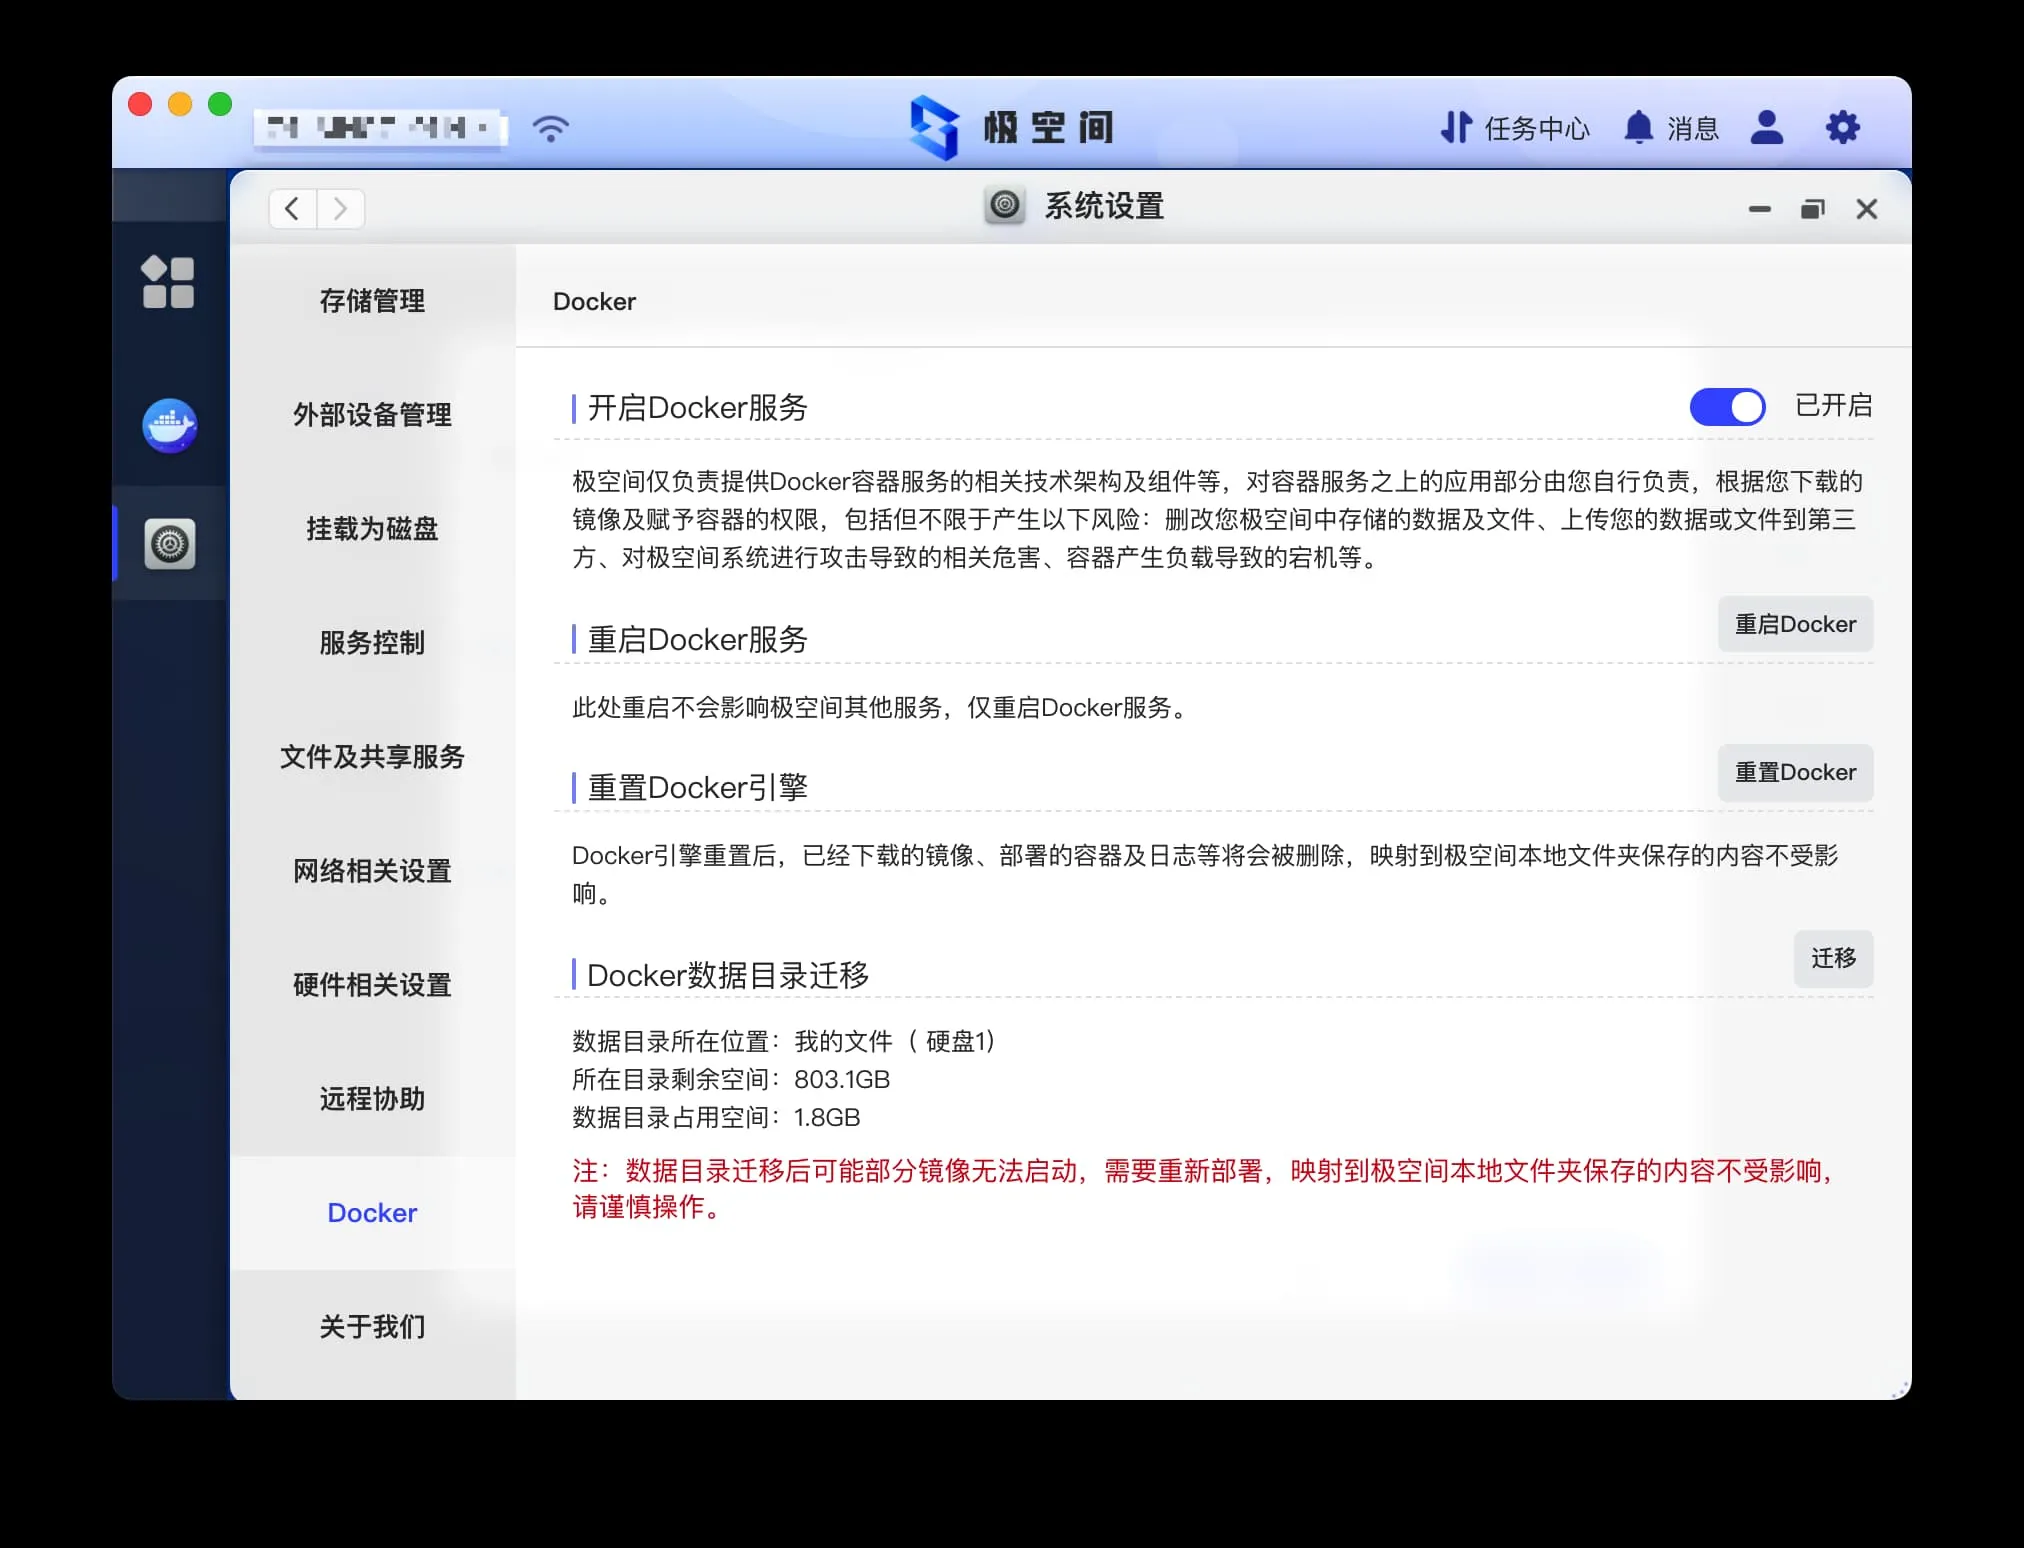 极空间
任务中心
消息
系统设置
存储管理
外部设备管理
挂载为磁盘
服务控制
文件及共享服务
网络相关设置
硬件相关设置
远程协助
Docker
关于我们
Docker
开启Docker服务
已开启
极空间仅负责提供Docker容器服务的相关技术架构及组件等，对容器服务之上的应用部分由您自行负责，根据您下载的
镜像及赋予容器的权限，包括但不限于产生以下风险：删改您极空间中存储的数据及文件、上传您的数据或文件到第三
方、对极空间系统进行攻击导致的相关危害、容器产生负载导致的宕机等。
重启Docker服务
重启Docker
此处重启不会影响极空间其他服务，仅重启Docker服务。
重置Docker引擎
重置Docker
Docker引擎重置后，已经下载的镜像、部署的容器及日志等将会被删除，映射到极空间本地文件夹保存的内容不受影
响。
Docker数据目录迁移
迁移
数据目录所在位置：我的文件（ 硬盘1）
所在目录剩余空间：803.1GB
数据目录占用空间：1.8GB
注：数据目录迁移后可能部分镜像无法启动，需要重新部署，映射到极空间本地文件夹保存的内容不受影响，
请谨慎操作。